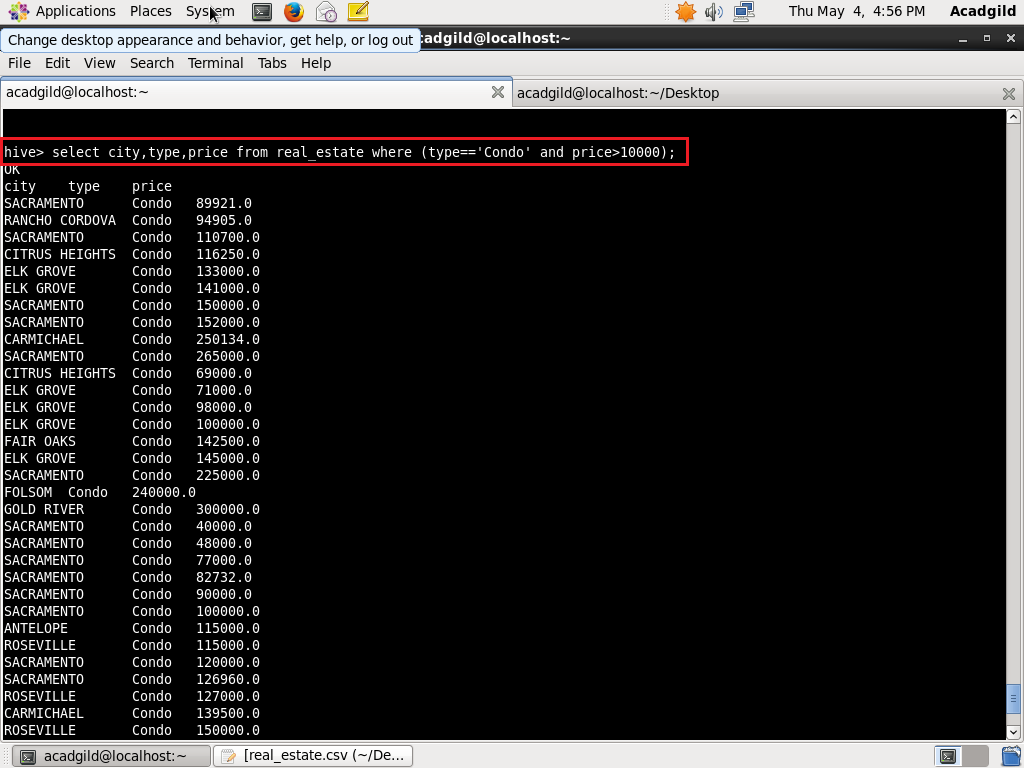 Applications Places System Thu May 4, 4:56 PM Acadgild
Change desktop appearance and behavior, get help, or log out
cadgild@localhost:~
File Edit View Search Terminal Tabs Help
acadgild@localhost:~ acadgild@localhost:~/Desktop
hive> select city,type,price from real_estate where (type=='Condo' and price>10000);
OK
city type price
SACRAMENTO Condo 89921.0
RANCHO CORDOVA Condo 94905.0
SACRAMENTO Condo 110700.0
CITRUS HEIGHTS Condo 116250.0
ELK GROVE Condo 133000.0
ELK GROVE Condo 141000.0
SACRAMENTO Condo 150000.0
SACRAMENTO Condo 152000.0
CARMICHAEL Condo 250134.0
SACRAMENTO Condo 265000.0
CITRUS HEIGHTS Condo 69000.0
ELK GROVE Condo 71000.0
ELK GROVE Condo 98000.0
ELK GROVE Condo 100000.0
FAIR OAKS Condo 142500.0
ELK GROVE Condo 145000.0
SACRAMENTO Condo 225000.0
FOLSOM Condo 240000.0
GOLD RIVER Condo 300000.0
SACRAMENTO Condo 40000.0
SACRAMENTO Condo 48000.0
SACRAMENTO Condo 77000.0
SACRAMENTO Condo 82732.0
SACRAMENTO Condo 90000.0
SACRAMENTO Condo 100000.0
ANTELOPE Condo 115000.0
ROSEVILLE Condo 115000.0
SACRAMENTO Condo 120000.0
SACRAMENTO Condo 126960.0
ROSEVILLE Condo 127000.0
CARMICHAEL Condo 139500.0
ROSEVILLE Condo 150000.0
acadgild@localhost:~ [real_estate.csv (~/De...